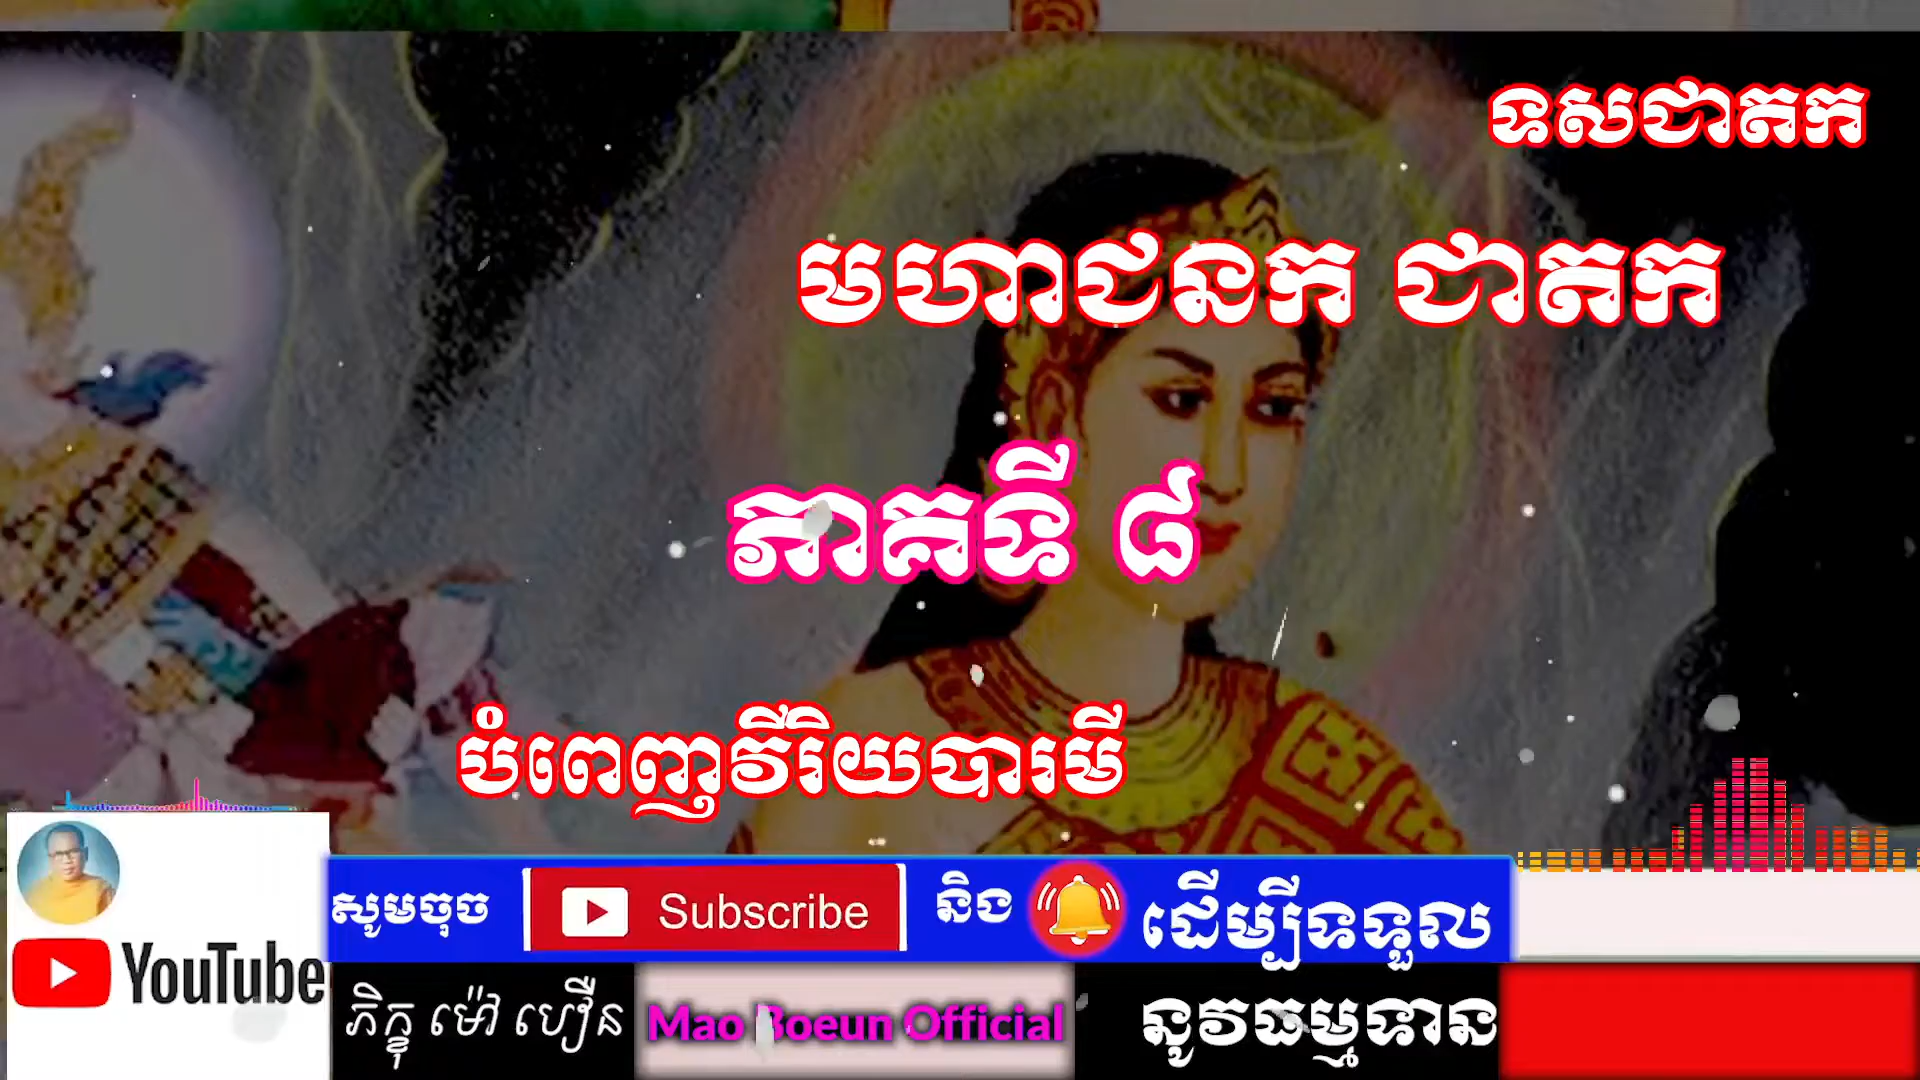 ទសជាតក
មហាជនក ជាតក
ភាគទី ៨
បំពេញវីរិយបារមី
សូមចុច Subscribe និង ដើម្បីទទួល
YouTube ភិក្ខុ ម៉ៅ បឿន Mao Boeun Official នូវធម្មទាន